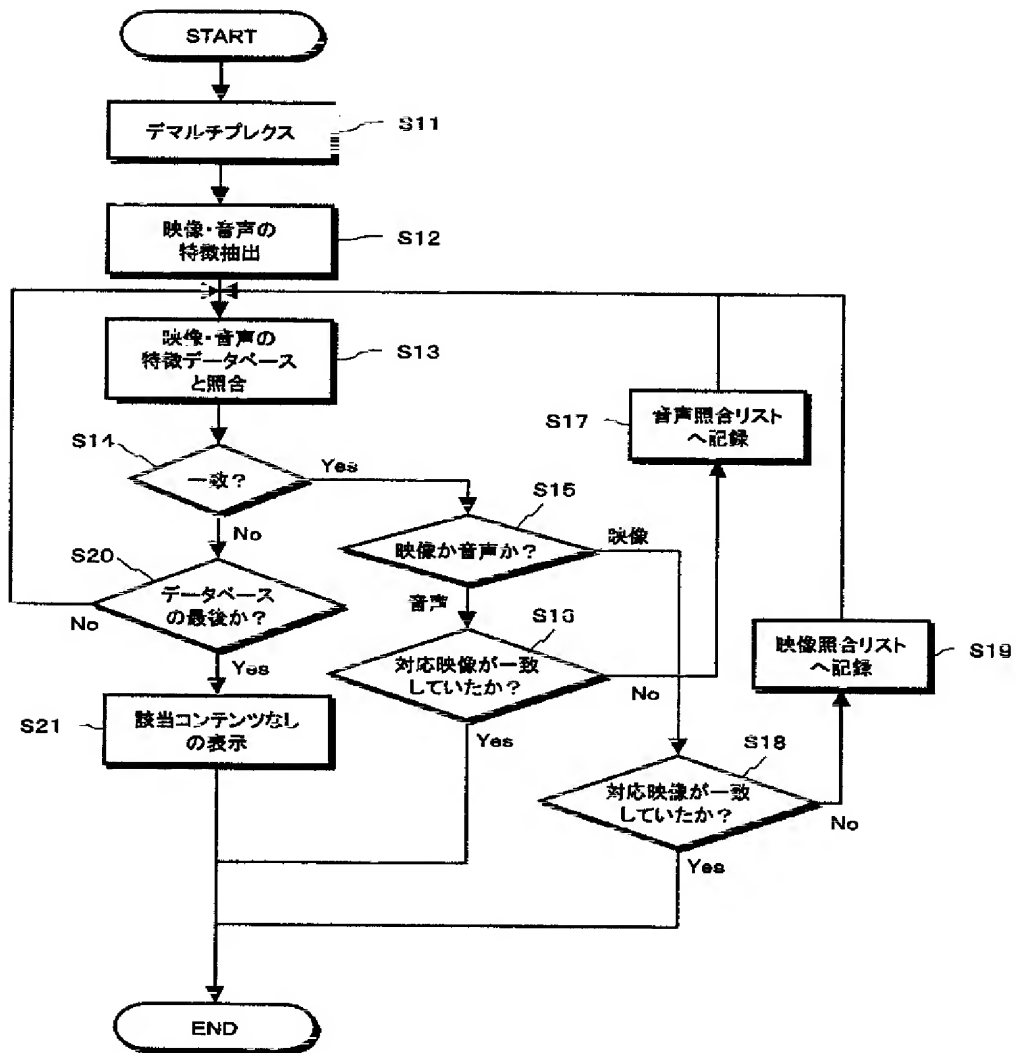 START
デマルチプレクス
S11
映像・音声の
特徴抽出
S12
映像・音声の
特徴データベース
と照合
S13
S14
一致?
Yes
No
S15
映像か音声か?
映像
音声
S16
対応映像が一致
していたか?
No
Yes
S17
音声照合リスト
へ記録
S18
対応映像が一致
していたか?
No
Yes
映像照合リスト
へ記録
S19
S20
データベース
の最後か?
No
Yes
S21
該当コンテンツなし
の表示
END